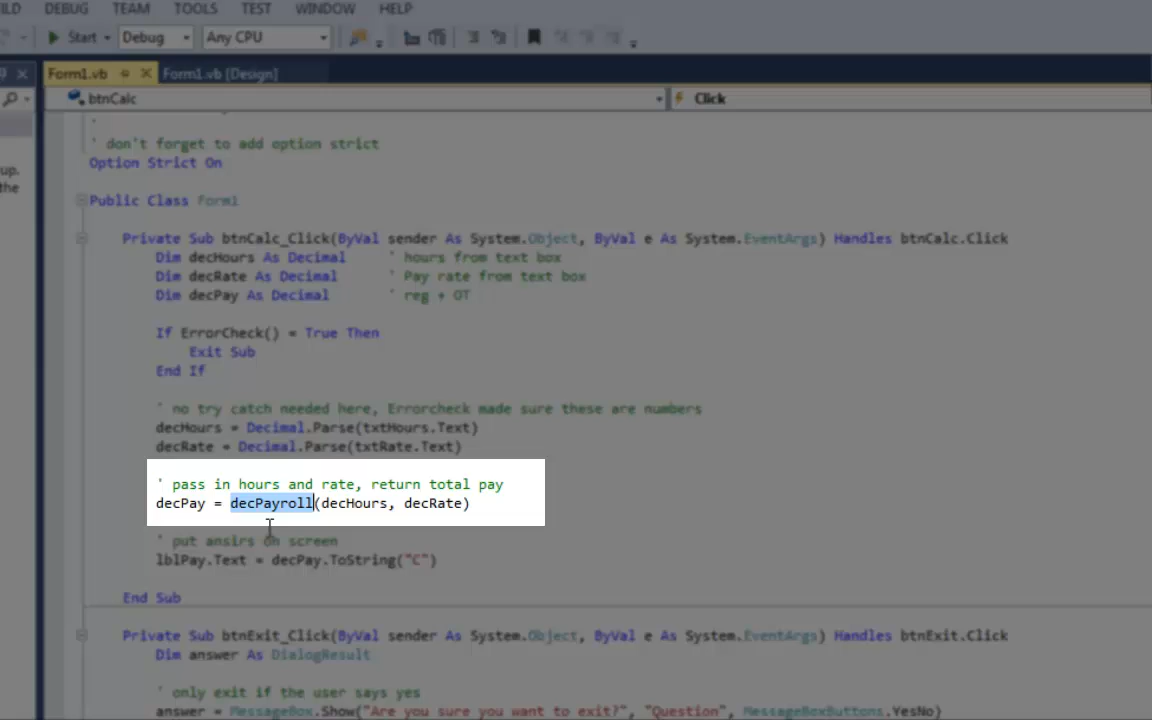 ILD DEBUG TEAM TOOLS TEST WINDOW HELP
Start Debug Any CPU
Form1.vb Form1.vb [Design]
btnCalc Click
'
' don't forget to add option strict
Option Strict On
up.
the
Public Class Form1
Private Sub btnCalc_Click(ByVal sender As System.Object, ByVal e As System.EventArgs) Handles btnCalc.Click
Dim decHours As Decimal ' hours from text box
Dim decRate As Decimal ' Pay rate from text box
Dim decPay As Decimal ' reg + OT
If ErrorCheck() = True Then
Exit Sub
End If
' no try catch needed here, Errorcheck made sure these are numbers
decHours = Decimal.Parse(txtHours.Text)
decRate = Decimal.Parse(txtRate.Text)
' pass in hours and rate, return total pay
decPay = decPayroll(decHours, decRate)
' put ansirs on screen
lblPay.Text = decPay.ToString("C")
End Sub
Private Sub btnExit_Click(ByVal sender As System.Object, ByVal e As System.EventArgs) Handles btnExit.Click
Dim answer As DialogResult
' only exit if the user says yes
answer = MessageBox.Show("Are you sure you want to exit?", "Question", MessageBoxButtons.YesNo)